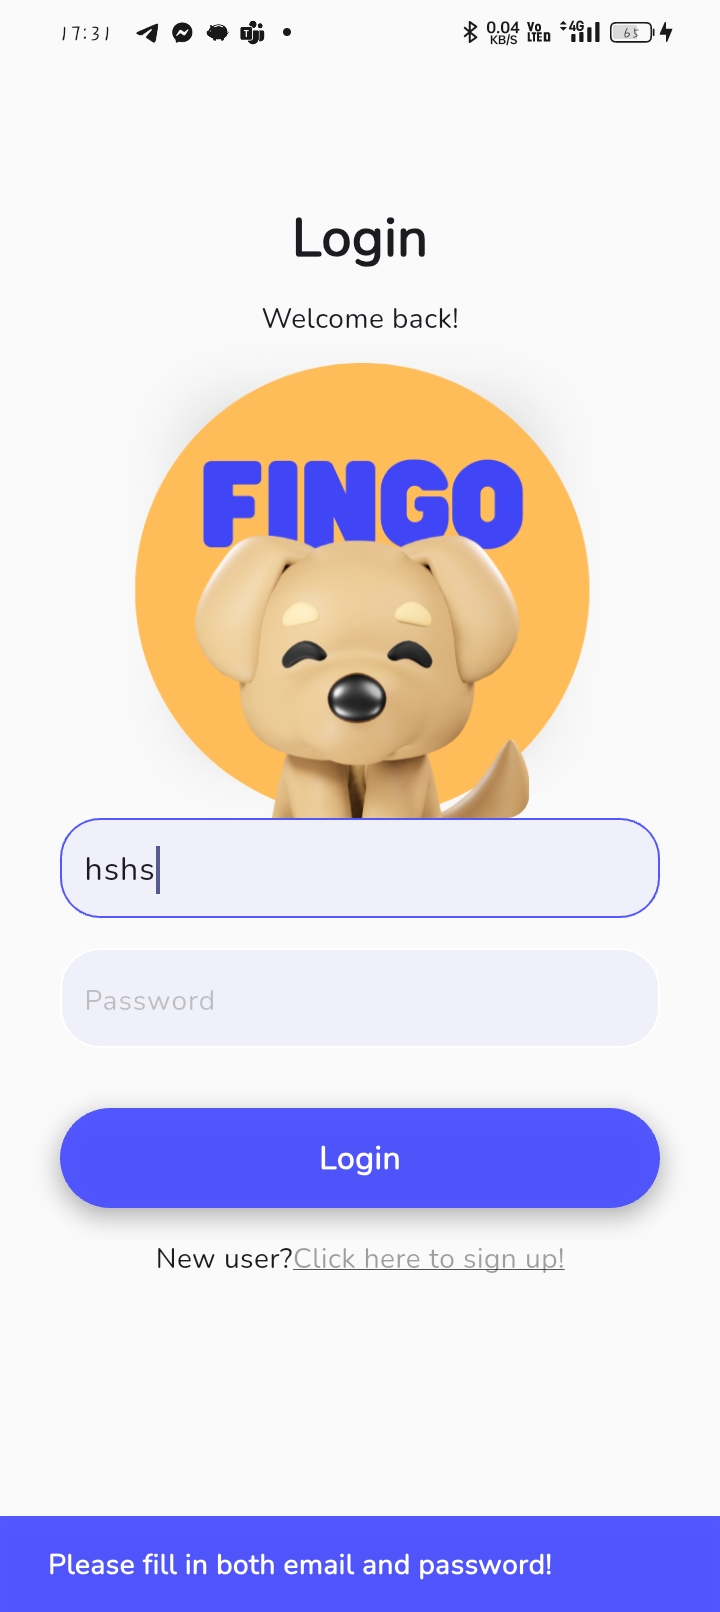 17:31 0.04 KB/S Vo LTE 4G 65
Login
Welcome back!
FINGO
hshs
Password
Login
New user?Click here to sign up!
Please fill in both email and password!